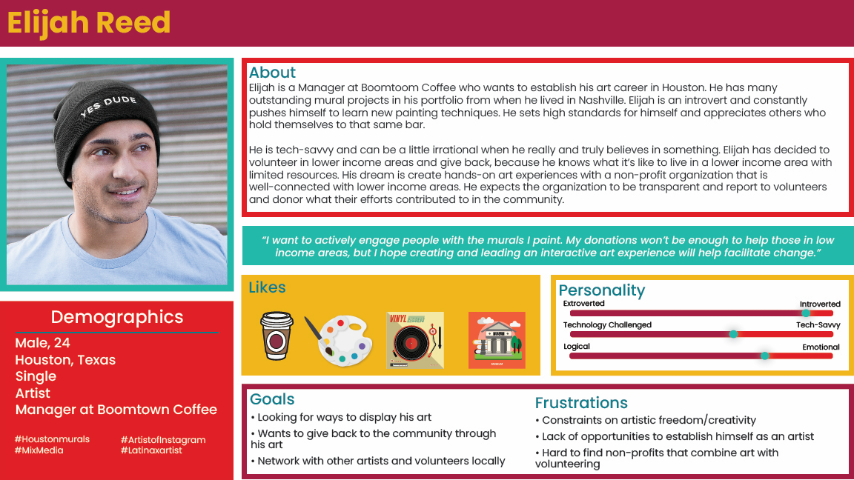 Elijah Reed
YES DUDE
About
Elijah is a Manager at Boomtoom Coffee who wants to establish his art career in Houston. He has many
outstanding mural projects in his portfolio from when he lived in Nashville. Elijah is an introvert and constantly
pushes himself to learn new painting techniques. He sets high standards for himself and appreciates others who
hold themselves to that same bar.
He is tech-savvy and can be a little irrational when he really and truly believes in something. Elijah has decided to
volunteer in lower income areas and give back, because he knows what it's like to live in a lower income area with
limited resources. His dream is create hands-on art experiences with a non-profit organization that is
well-connected with lower income areas. He expects the organization to be transparent and report to volunteers
and donor what their efforts contributed to in the community.
"I want to actively engage people with the murals I paint. My donations won't be enough to help those in low
income areas, but I hope creating and leading an interactive art experience will help facilitate change."
Demographics
Male, 24
Houston, Texas
Single
Artist
Manager at Boomtown Coffee
#Houstonmurals
#ArtistofInstagram
#MixMedia
#Latinaxartist
Likes
VINYL
Personality
Extroverted
Introverted
Technology Challenged
Tech-Savvy
Logical
Emotional
Goals
• Looking for ways to display his art
• Wants to give back to the community through
his art
• Network with other artists and volunteers locally
Frustrations
• Constraints on artistic freedom/creativity
• Lack of opportunities to establish himself as an artist
• Hard to find non-profits that combine art with
volunteering